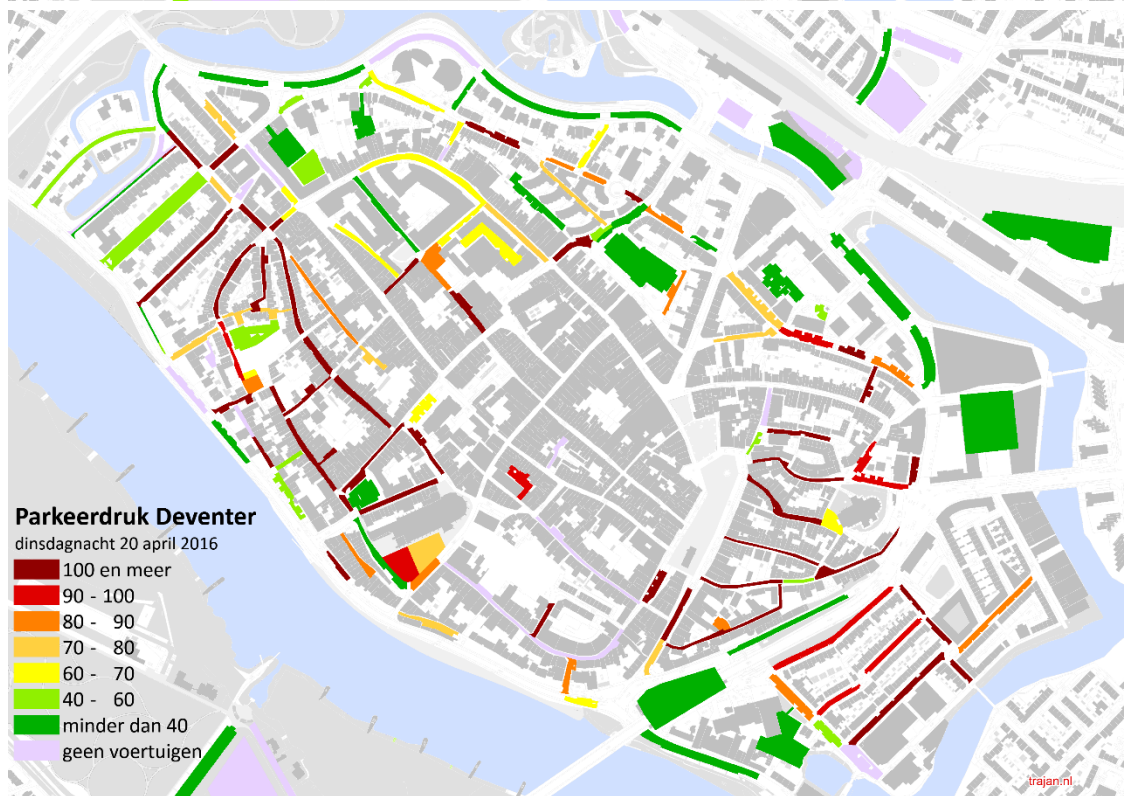 Parkeerdruk Deventer
dinsdagnacht 20 april 2016
100 en meer
90 - 100
80 - 90
70 - 80
60 - 70
40 - 60
minder dan 40
geen voertuigen
trajan.nl